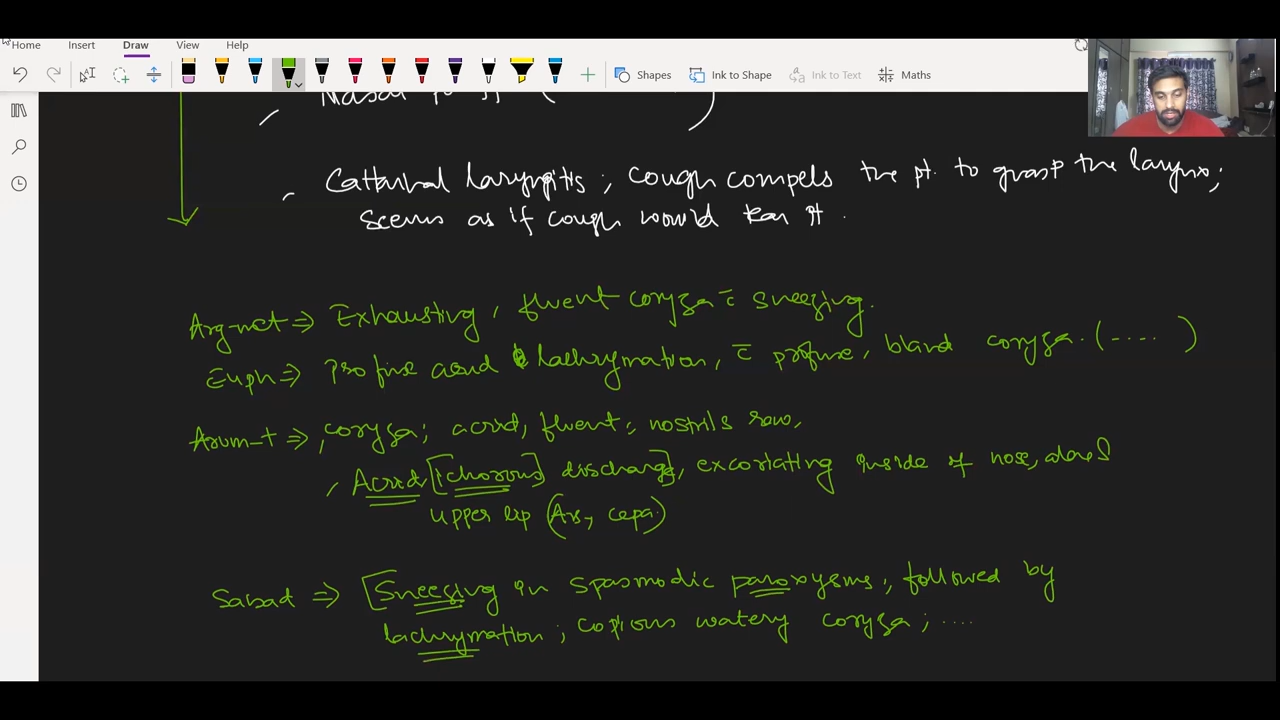 Home Insert Draw View Help
Shapes Ink to Shape Ink to Text Maths
Nasal
Catarrhal laryngitis; cough compels the pt. to grasp the larynx;
seems as if cough would tear it.
Arg-met ⇒ Exhausting, fluent coryza c̄ sneezing.
Euph ⇒ Profuse acrid lachrymation, c̄ profuse, bland coryza. (.... )
Arum-t ⇒ , coryza; acrid, fluent; nostrils raw,
, Acrid, [ichorous] discharge, excoriating inside of nose, alae &
upper lip (Ars, cepa.)
Sabad ⇒ [Sneezing in spasmodic paroxysms, followed by
lachrymation; copious watery coryza; ....